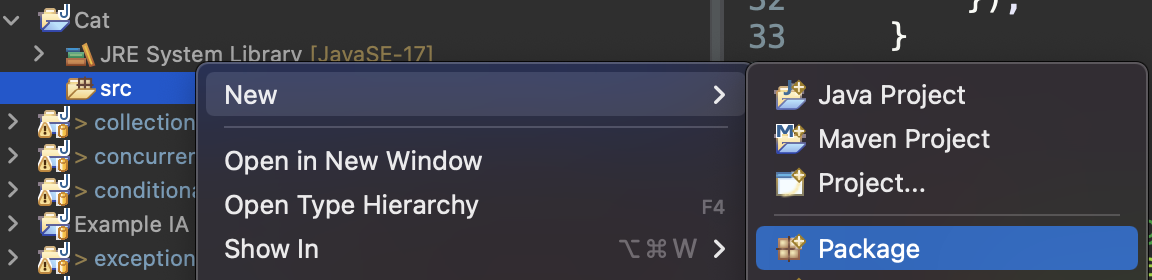 Cat
JRE System Library [JavaSE-17]
src
> collection
> concurrer
> conditiona
Example IA
> exception
New
Open in New Window
Open Type Hierarchy F4
Show In ⌥⌘W
Java Project
Maven Project
Project...
Package
32 });
33 }